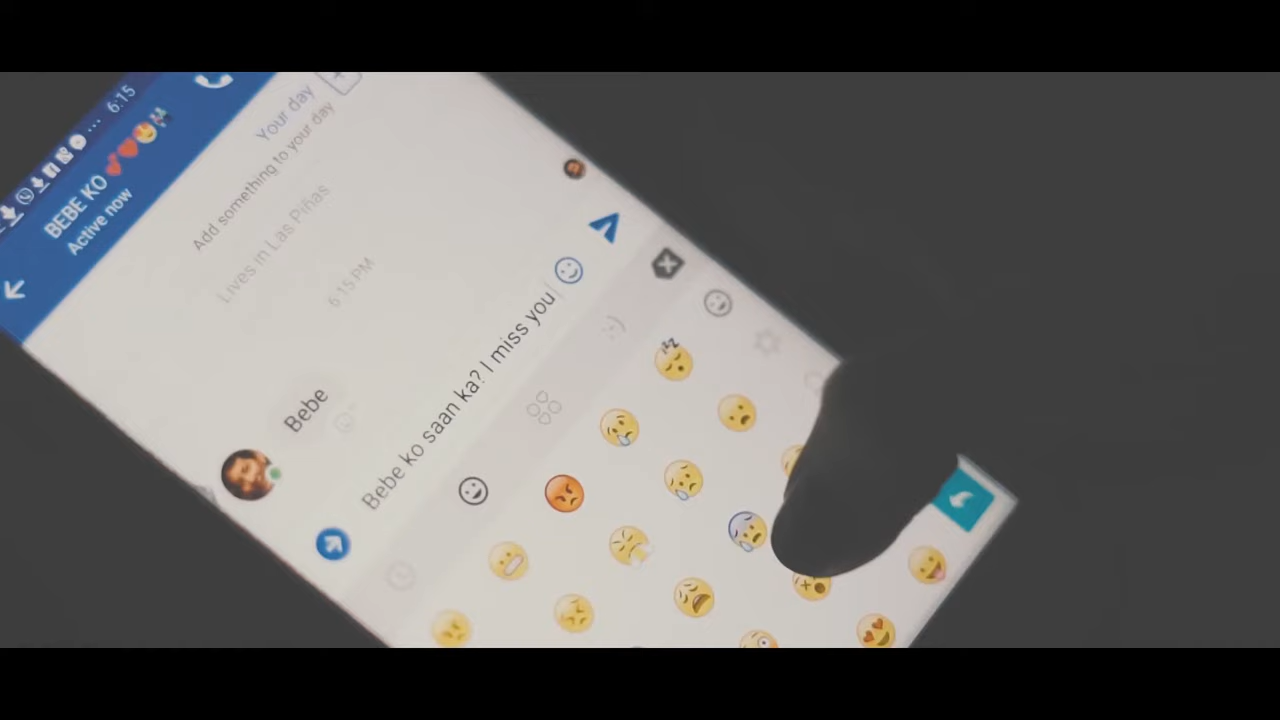 6:15
BEBE KO
Active now
Your day
Add something to your day
Lives in Las Piñas
6:15 PM
Bebe
Bebe ko saan ka? I miss you